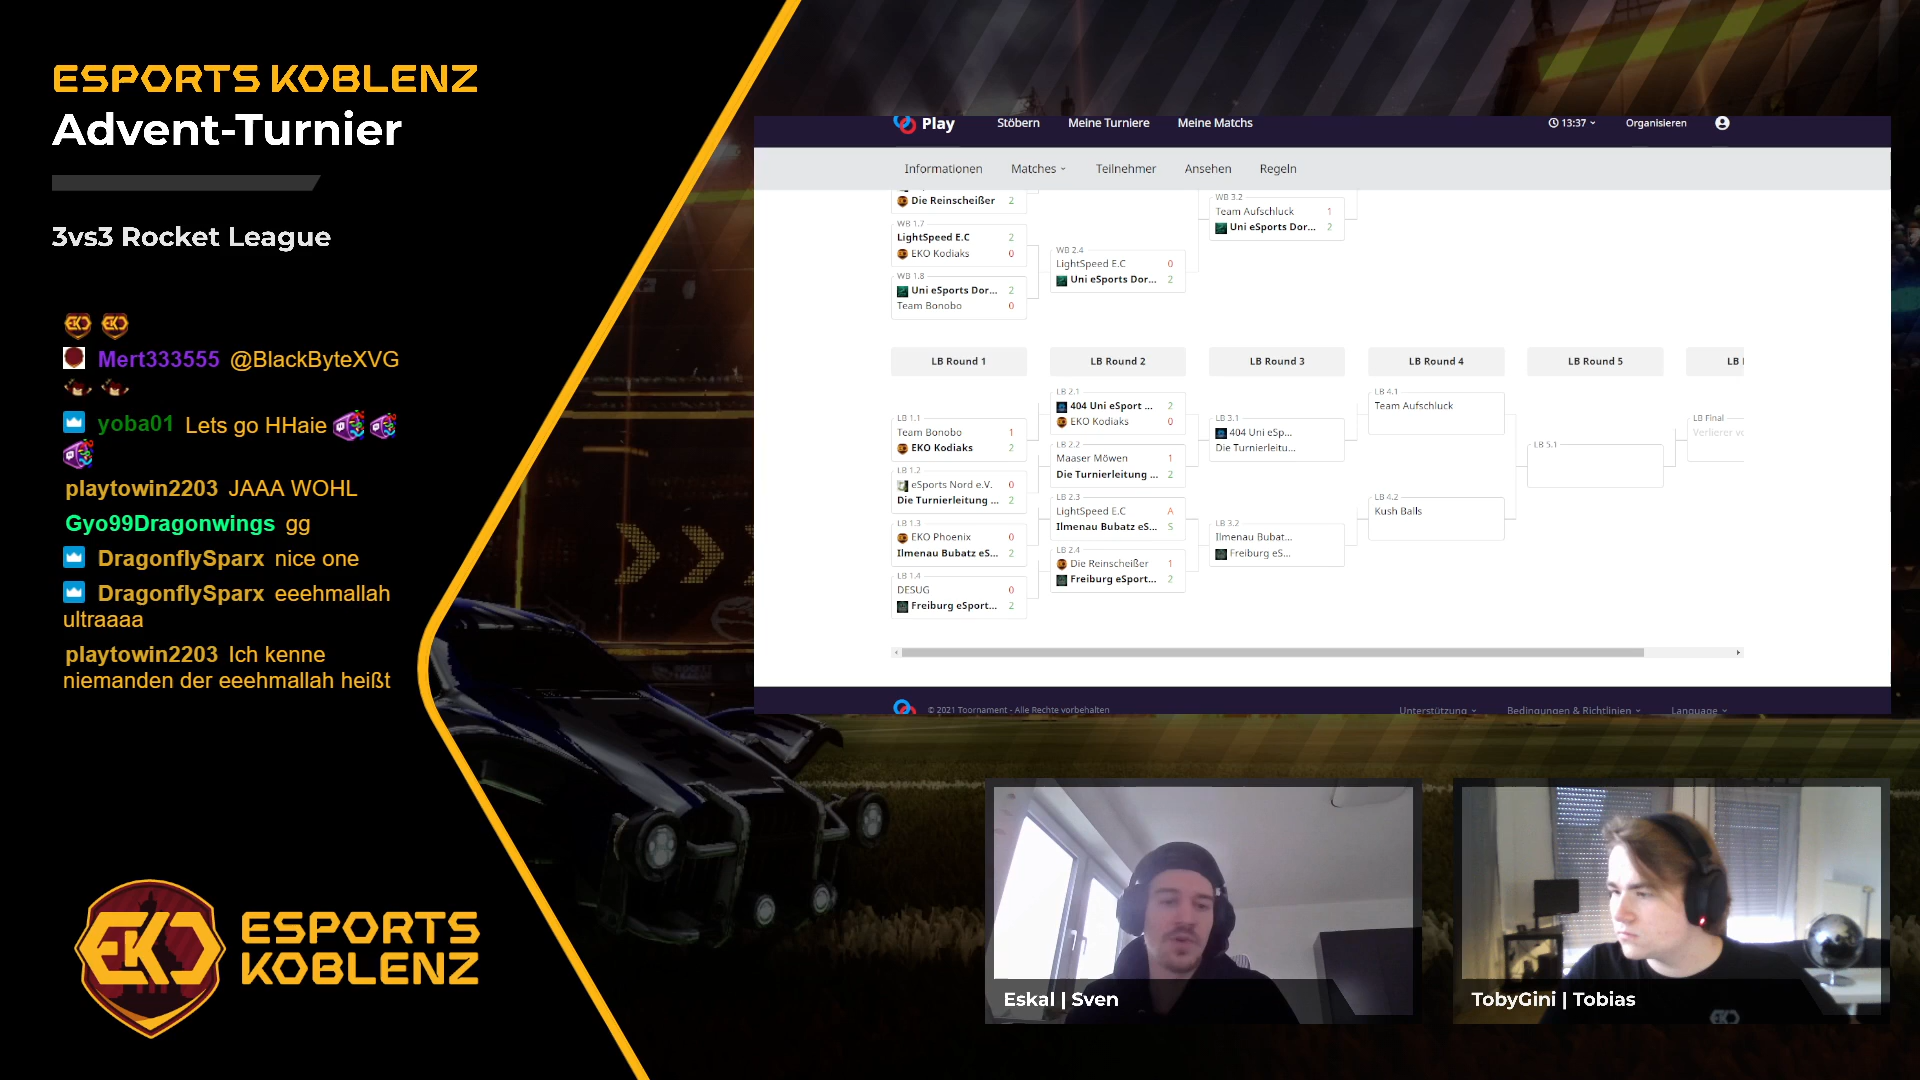 ESPORTS KOBLENZ
Advent-Turnier
3vs3 Rocket League
Mert333555 @BlackByteXVG
yoba01 Lets go HHaie
playtowin2203 JAAA WOHL
Gyo99Dragonwings gg
DragonflySparx nice one
DragonflySparx eeehmallah
ultraaaa
playtowin2203 Ich kenne
niemanden der eeehmallah heißt
EKO
ESPORTS
KOBLENZ
Play Stöbern Meine Turniere Meine Matchs 13:37 Organisieren
Informationen Matches Teilnehmer Ansehen Regeln
Die Reinscheißer 2
WB 1.7
LightSpeed E.C 2
EKO Kodiaks 0
WB 1.8
Uni eSports Dor... 2
Team Bonobo 0
WB 2.4
LightSpeed E.C 0
Uni eSports Dor... 2
WB 3.2
Team Aufschluck 1
Uni eSports Dor... 2
LB Round 1 LB Round 2 LB Round 3 LB Round 4 LB Round 5 LB
LB 1.1
Team Bonobo 1
EKO Kodiaks 2
LB 1.2
eSports Nord e.V. 0
Die Turnierleitung ... 2
LB 1.3
EKO Phoenix 0
Ilmenau Bubatz eS... 2
LB 1.4
DESUG 0
Freiburg eSport... 2
LB 2.1
404 Uni eSport ... 2
EKO Kodiaks 0
LB 2.2
Maaser Möwen 1
Die Turnierleitung ... 2
LB 2.3
LightSpeed E.C A
Ilmenau Bubatz eS... S
LB 2.4
Die Reinscheißer 1
Freiburg eSport... 2
LB 3.1
404 Uni eSp...
Die Turnierleitu...
LB 3.2
Ilmenau Bubat...
Freiburg eS...
LB 4.1
Team Aufschluck
LB 4.2
Kush Balls
LB 5.1
LB Final
Verlierer vo
© 2021 Toornament - Alle Rechte vorbehalten Unterstützung Bedingungen & Richtlinien Language
Eskal | Sven
TobyGini | Tobias